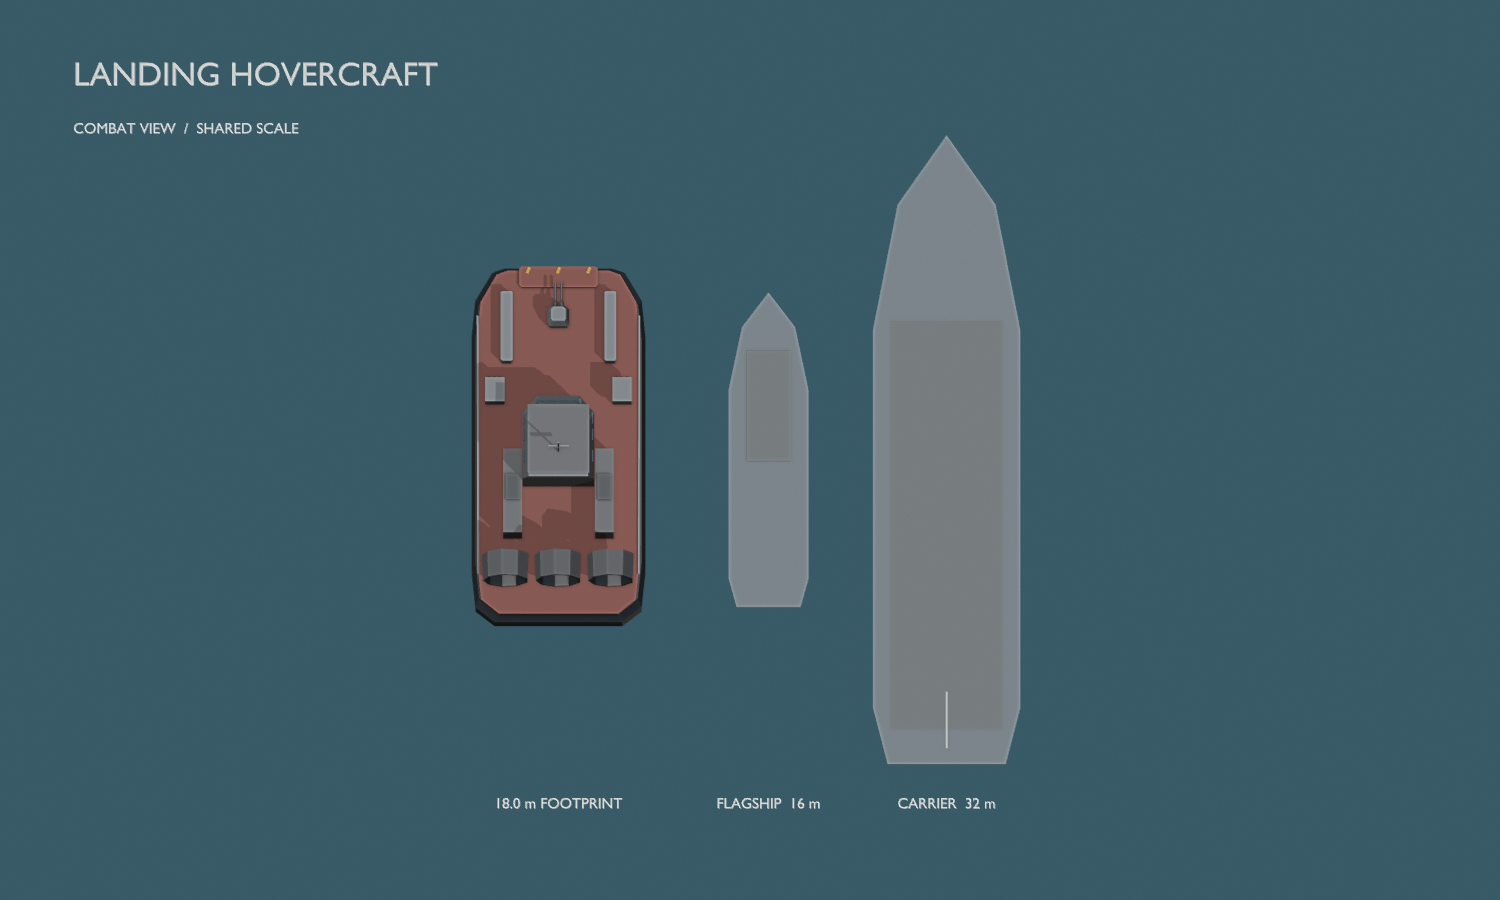 LANDING HOVERCRAFT
COMBAT VIEW / SHARED SCALE
18.0 m FOOTPRINT
FLAGSHIP 16 m
CARRIER 32 m